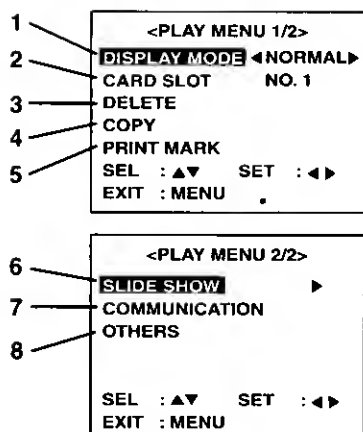 1
<PLAY MENU 1/2>
DISPLAY MODE ◀NORMAL▶
2
CARD SLOT NO. 1
3
DELETE
4
COPY
5
PRINT MARK
SEL : ▲▼ SET : ◀ ▶
EXIT : MENU
<PLAY MENU 2/2>
6
SLIDE SHOW ▶
7
COMMUNICATION
8
OTHERS
SEL : ▲▼ SET : ◀ ▶
EXIT : MENU